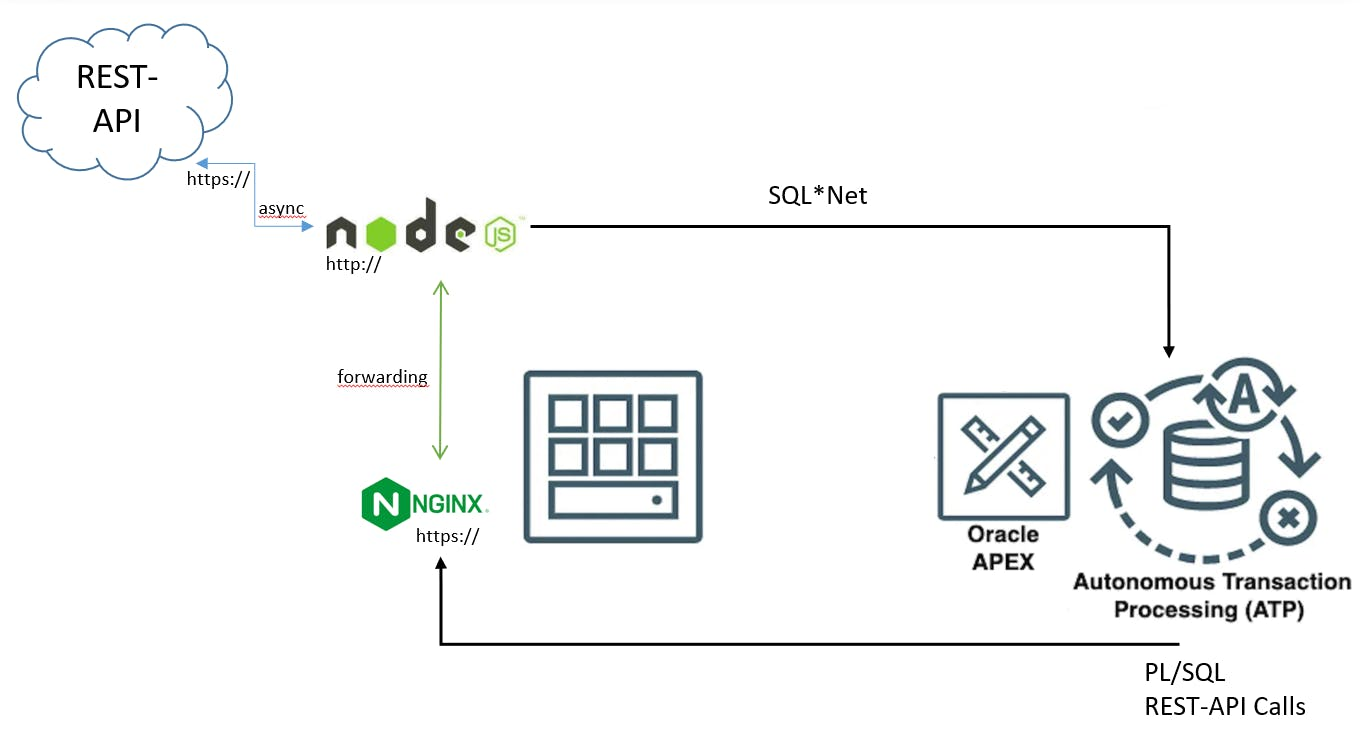 REST-
API
https://
async
node
JS
™
http://
SQL*Net
forwarding
N
NGINX.
https://
A
Oracle
APEX
Autonomous Transaction
Processing (ATP)
PL/SQL
REST-API Calls